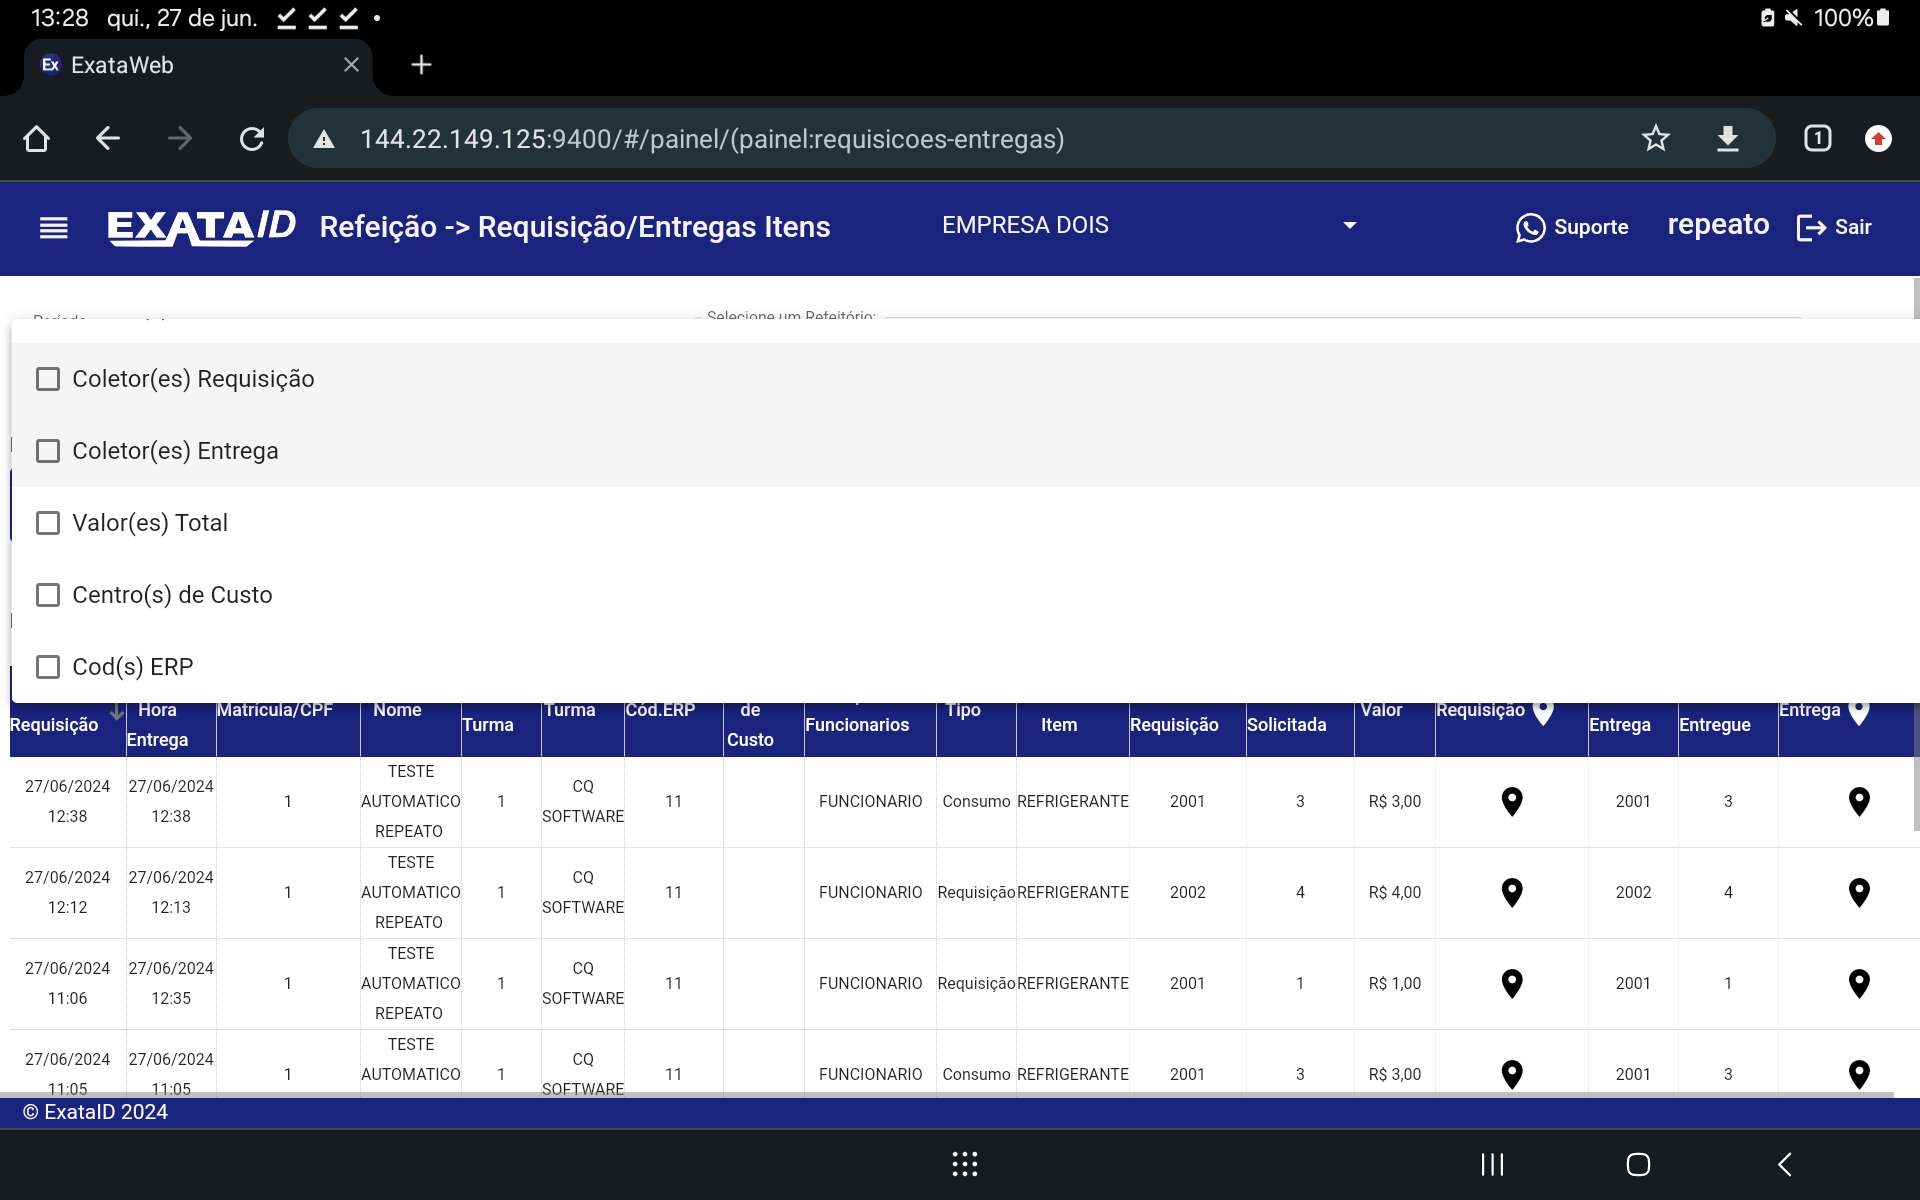 13:28 qui., 27 de jun.
100%
Ex ExataWeb
144.22.149.125:9400/#/painel/(painel:requisicoes-entregas)
1
EXATAID Refeição -> Requisição/Entregas Itens EMPRESA DOIS Suporte repeato Sair
Selecione um Refeitório:
Coletor(es) Requisição
Coletor(es) Entrega
Valor(es) Total
Centro(s) de Custo
Cod(s) ERP
Hora Matrícula/CPF Nome Turma Cód.ERP de Tipo Valor Requisição Entrega
Requisição Turma Funcionarios Item Requisição Solicitada Entrega Entregue
Entrega Custo
TESTE
27/06/2024 27/06/2024 CQ
1 AUTOMATICO 1 11 FUNCIONARIO Consumo REFRIGERANTE 2001 3 R$ 3,00 2001 3
12:38 12:38 SOFTWARE
REPEATO
TESTE
27/06/2024 27/06/2024 CQ
1 AUTOMATICO 1 11 FUNCIONARIO Requisição REFRIGERANTE 2002 4 R$ 4,00 2002 4
12:12 12:13 SOFTWARE
REPEATO
TESTE
27/06/2024 27/06/2024 CQ
1 AUTOMATICO 1 11 FUNCIONARIO Requisição REFRIGERANTE 2001 1 R$ 1,00 2001 1
11:06 12:35 SOFTWARE
REPEATO
TESTE
27/06/2024 27/06/2024 CQ
1 AUTOMATICO 1 11 FUNCIONARIO Consumo REFRIGERANTE 2001 3 R$ 3,00 2001 3
11:05 11:05 SOFTWARE
© ExataID 2024